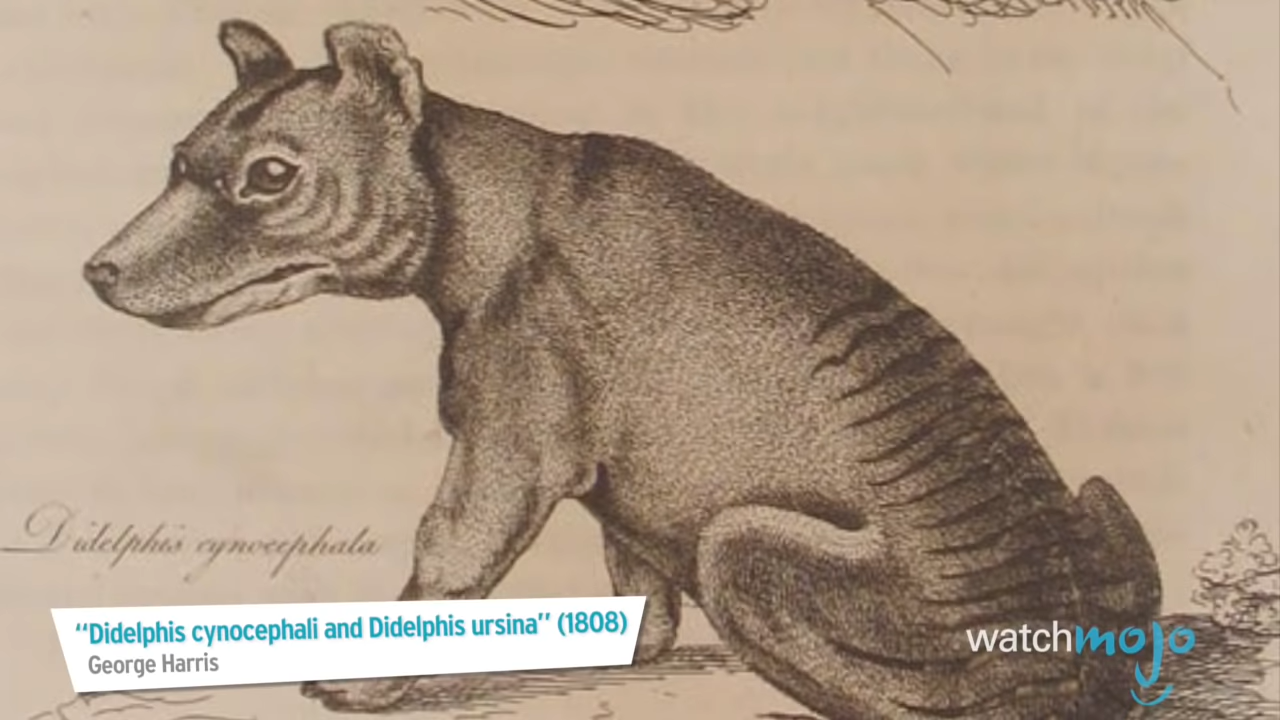 Didelphis cynocephala
“Didelphis cynocephali and Didelphis ursina” (1808)
George Harris
watchmojo